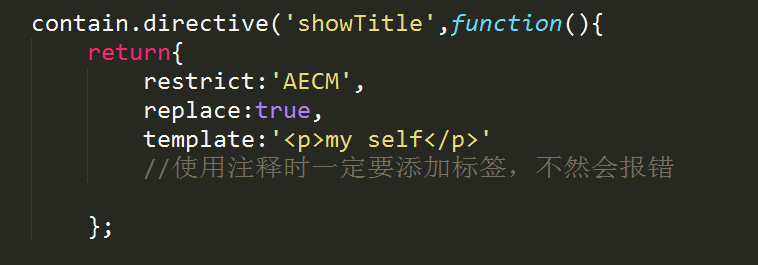 contain.directive('showTitle',function(){
return{
restrict:'AECM',
replace:true,
template:'<p>my self</p>'
//使用注释时一定要添加标签，不然会报错
};